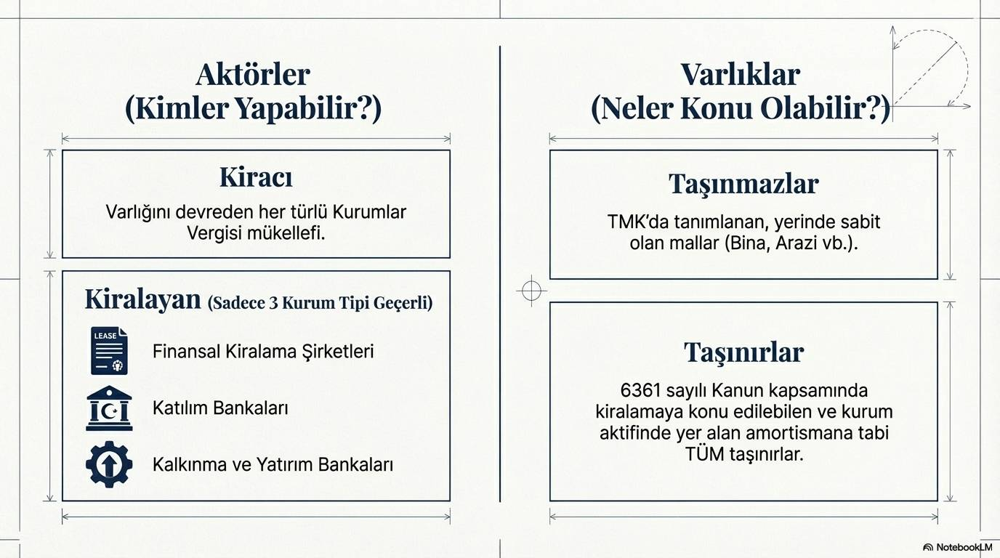 Aktörler
(Kimler Yapabilir?)
Kiracı
Varlığını devreden her türlü Kurumlar
Vergisi mükellefi.
Kiralayan (Sadece 3 Kurum Tipi Geçerli)
LEASE
Finansal Kiralama Şirketleri
Katılım Bankaları
Kalkınma ve Yatırım Bankaları
Varlıklar
(Neler Konu Olabilir?)
Taşınmazlar
TMK'da tanımlanan, yerinde sabit
olan mallar (Bina, Arazi vb.).
Taşınırlar
6361 sayılı Kanun kapsamında
kiralamaya konu edilebilen ve kurum
aktifinde yer alan amortismana tabi
TÜM taşınırlar.
NotebookLM